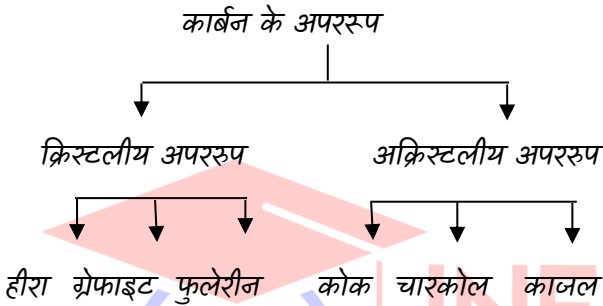 कार्बन के अपररूप
क्रिस्टलीय अपररुप अक्रिस्टलीय अपररुप
हीरा ग्रेफाइट फुलेरीन कोक चारकोल काजल